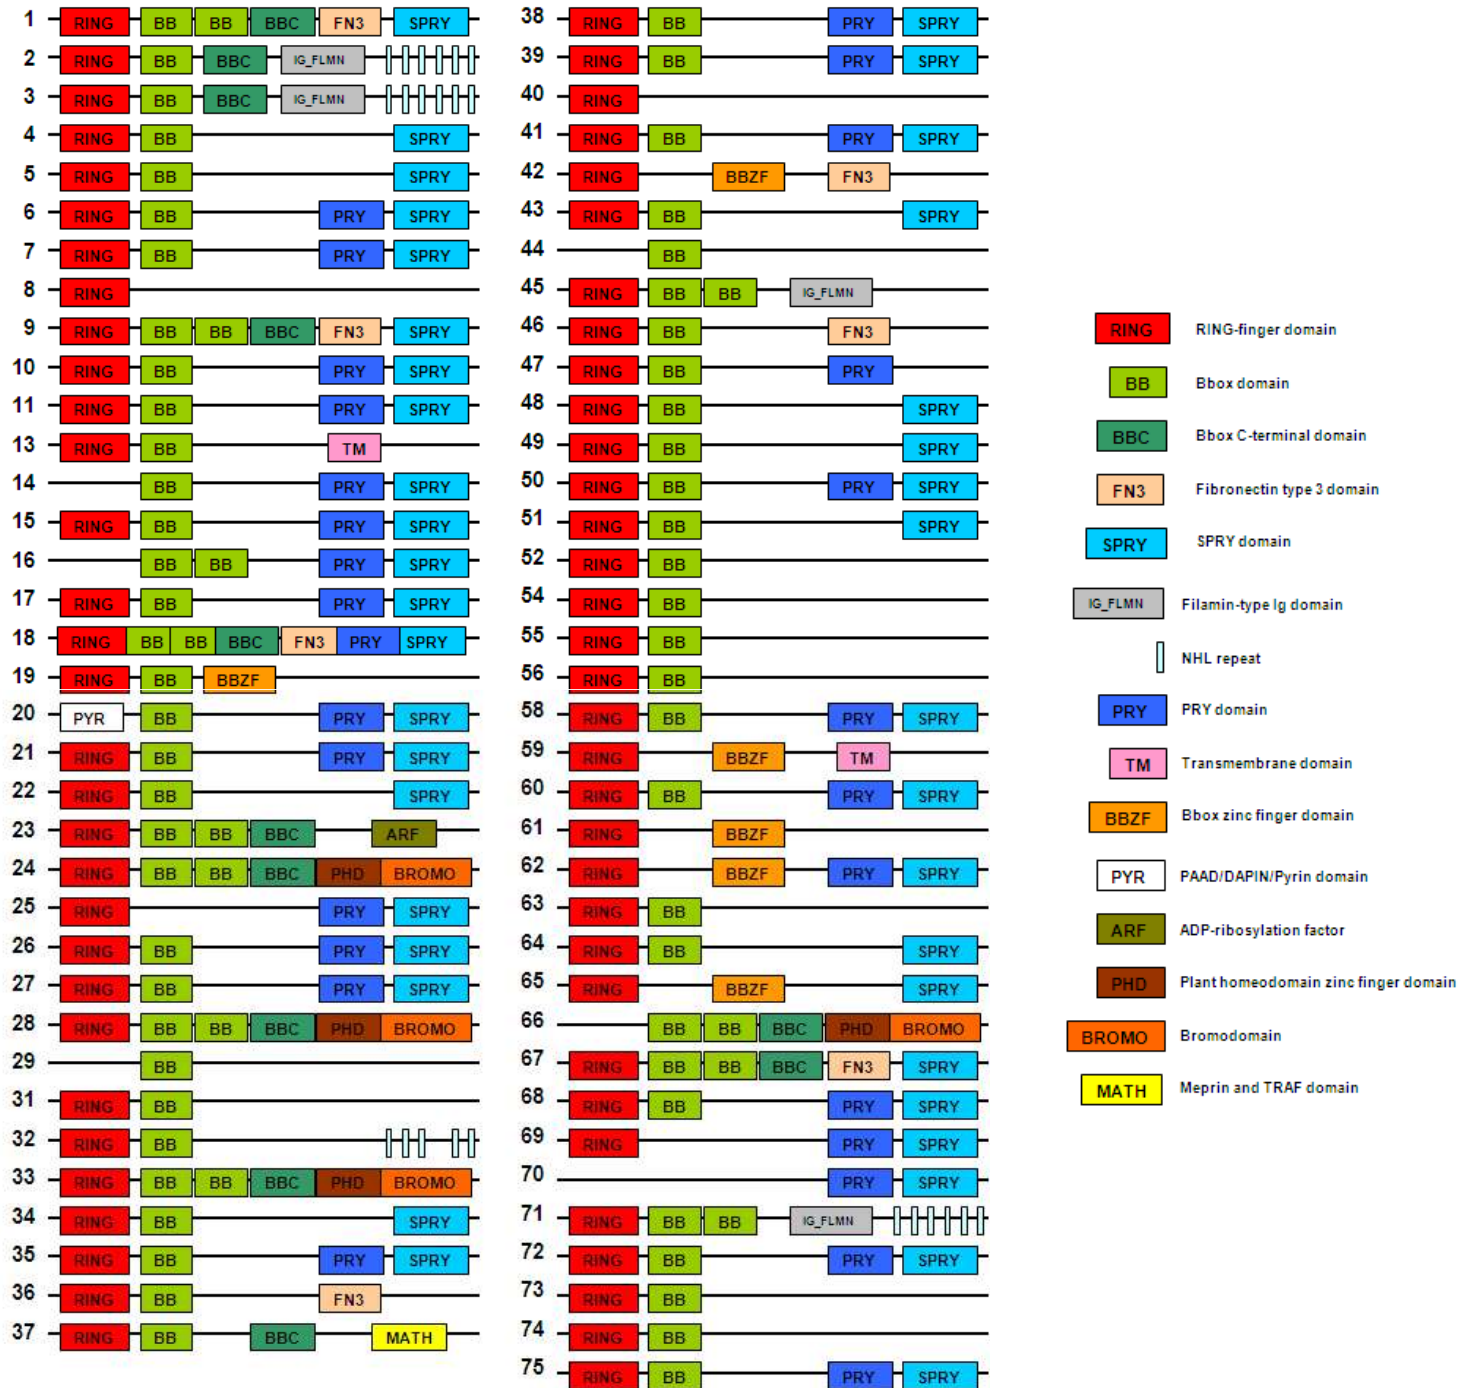 1 RING BB BB BBC FN3 SPRY
2 RING BB BBC IG_FLMN
3 RING BB BBC IG_FLMN
4 RING BB SPRY
5 RING BB SPRY
6 RING BB PRY SPRY
7 RING BB PRY SPRY
8 RING
9 RING BB BB BBC FN3 SPRY
10 RING BB PRY SPRY
11 RING BB PRY SPRY
13 RING BB TM
14 BB PRY SPRY
15 RING BB PRY SPRY
16 BB BB PRY SPRY
17 RING BB PRY SPRY
18 RING BB BB BBC FN3 PRY SPRY
19 RING BB BBZF
20 PYR BB PRY SPRY
21 RING BB PRY SPRY
22 RING BB SPRY
23 RING BB BB BBC ARF
24 RING BB BB BBC PHD BROMO
25 RING PRY SPRY
26 RING BB PRY SPRY
27 RING BB PRY SPRY
28 RING BB BB BBC PHD BROMO
29 BB
31 RING BB
32 RING BB
33 RING BB BB BBC PHD BROMO
34 RING BB SPRY
35 RING BB PRY SPRY
36 RING BB FN3
37 RING BB BBC MATH
38 RING BB PRY SPRY
39 RING BB PRY SPRY
40 RING
41 RING BB PRY SPRY
42 RING BBZF FN3
43 RING BB SPRY
44 BB
45 RING BB BB IG_FLMN
46 RING BB FN3
47 RING BB PRY
48 RING BB SPRY
49 RING BB SPRY
50 RING BB PRY SPRY
51 RING BB SPRY
52 RING BB
54 RING BB
55 RING BB
56 RING BB
58 RING BB PRY SPRY
59 RING BBZF TM
60 RING BB PRY SPRY
61 RING BBZF
62 RING BBZF PRY SPRY
63 RING BB
64 RING BB SPRY
65 RING BBZF SPRY
66 BB BB BBC PHD BROMO
67 RING BB BB BBC FN3 SPRY
68 RING BB PRY SPRY
69 RING PRY SPRY
70 PRY SPRY
71 RING BB BB IG_FLMN
72 RING BB PRY SPRY
73 RING BB
74 RING BB
75 RING BB PRY SPRY
RING RING-finger domain
BB Bbox domain
BBC Bbox C-terminal domain
FN3 Fibronectin type 3 domain
SPRY SPRY domain
IG_FLMN Filamin-type Ig domain
NHL repeat
PRY PRY domain
TM Transmembrane domain
BBZF Bbox zinc finger domain
PYR PAAD/DAPIN/Pyrin domain
ARF ADP-ribosylation factor
PHD Plant homeodomain zinc finger domain
BROMO Bromodomain
MATH Meprin and TRAF domain